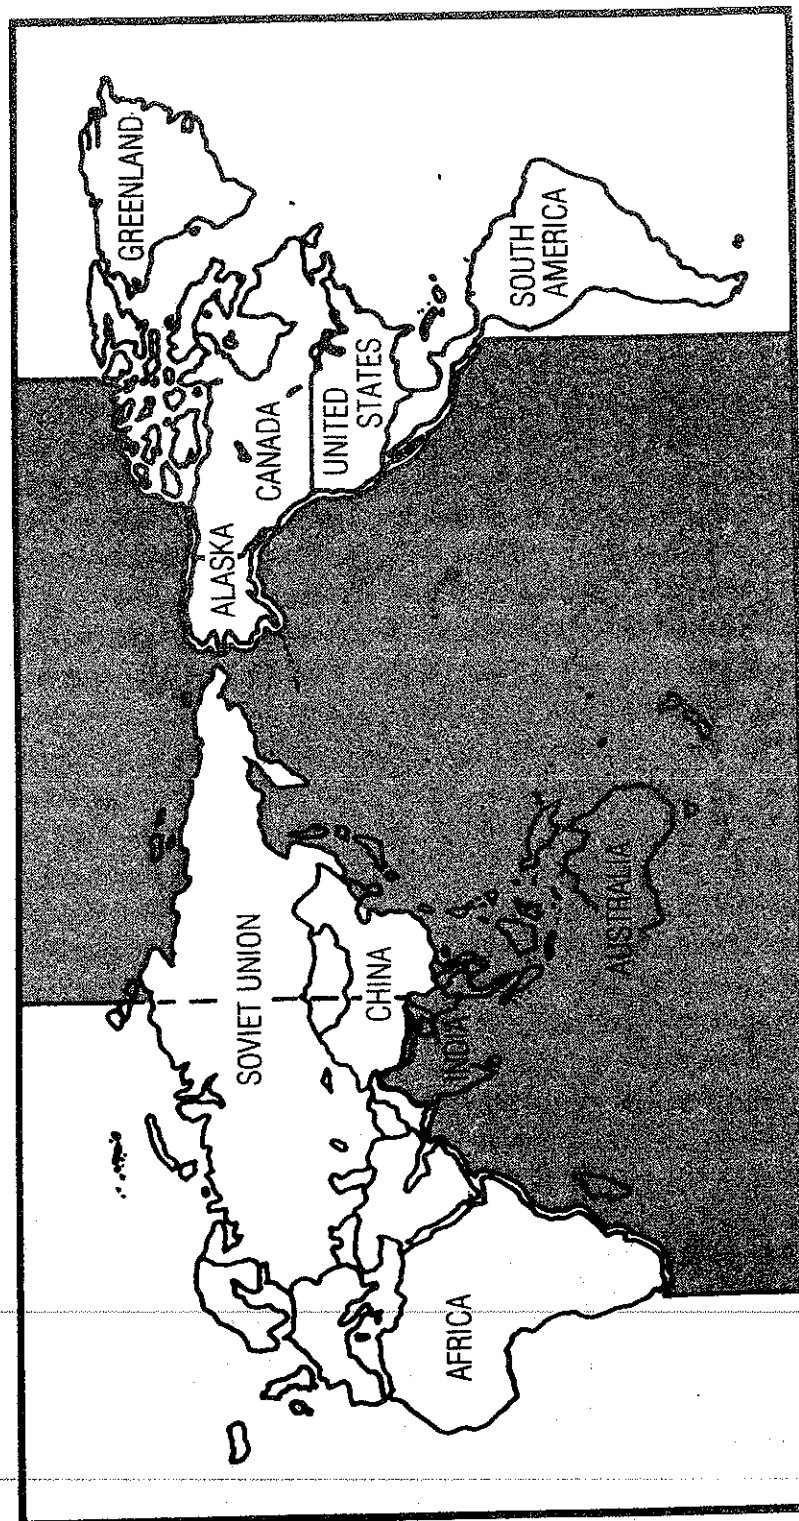 GREENLAND
ALASKA
CANADA
UNITED
STATES
SOVIET UNION
CHINA
INDIA
AFRICA
AUSTRALIA
SOUTH
AMERICA